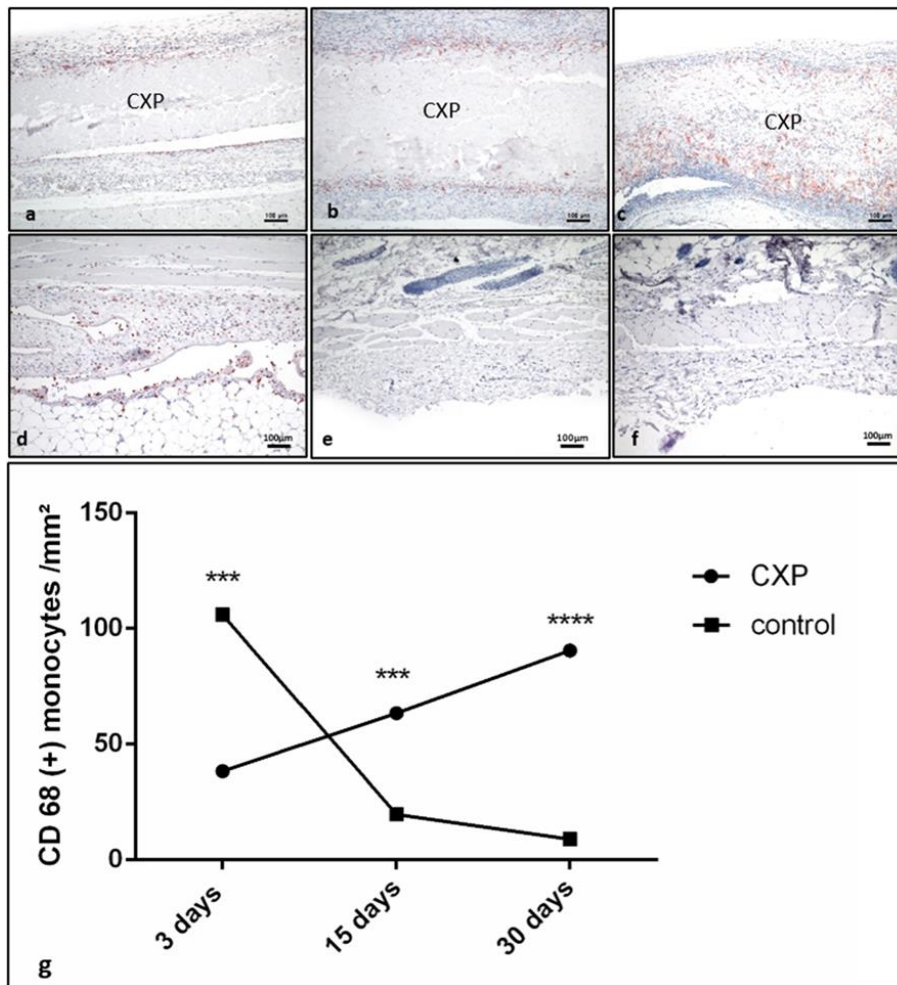 CXP
CXP
CXP
a
100 µm
b
100 µm
c
100 µm
d
100µm
e
100µm
f
100µm
150
100
50
0
CD 68 (+) monocytes /mm²
***
***
****
CXP
control
3 days
15 days
30 days
g